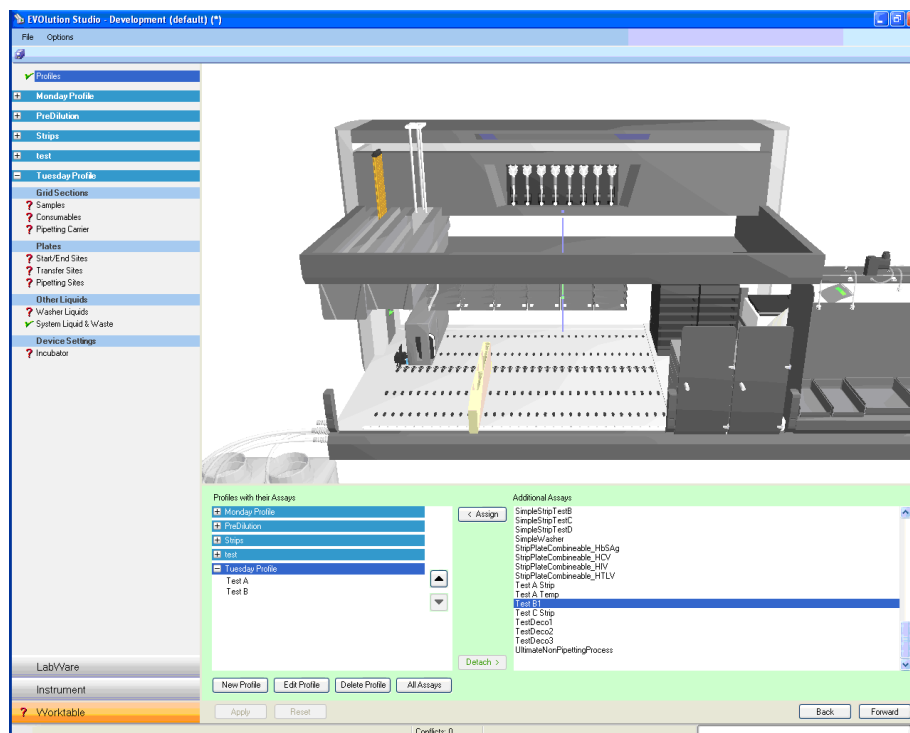 EVOlution Studio - Development (default) (*)
File Options
Profiles
Monday Profile
PreDilution
Strips
test
Tuesday Profile
Grid Sections
? Samples
? Consumables
? Pipetting Carrier
Plates
? Start/End Sites
? Transfer Sites
? Pipetting Sites
Other Liquids
? Washer Liquids
System Liquid & Waste
Device Settings
? Incubator
LabWare
Instrument
? Worktable
Profiles with their Assays
Monday Profile
PreDilution
Strips
test
Tuesday Profile
Test A
Test B
New Profile Edit Profile Delete Profile All Assays
< Assign
Detach >
Additional Assays
SimpleStripTestB
SimpleStripTestC
SimpleStripTestD
SimpleWasher
StripPlateCombineable_HbSAg
StripPlateCombineable_HCV
StripPlateCombineable_HIV
StripPlateCombineable_HTLV
Test A Strip
Test A Temp
Test B1
Test C Strip
TestDeco1
TestDeco2
TestDeco3
UltimateNonPipettingProcess
Apply Reset Back Forward
Conflicts: 0